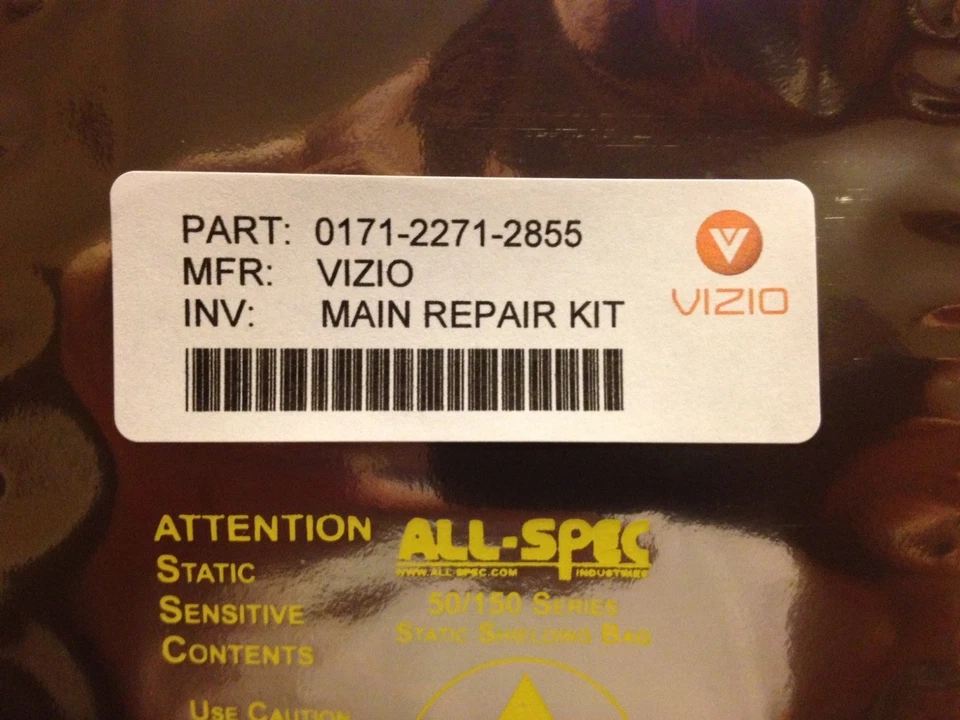 PART: 0171-2271-2855
MFR: VIZIO
INV: MAIN REPAIR KIT
VIZIO
ATTENTION
STATIC
SENSITIVE
CONTENTS
USE CAUTION
ALL-SPEC
WWW.ALL-SPEC.COM INDUSTRIES
50/150 SERIES
STATIC SHIELDING BAG